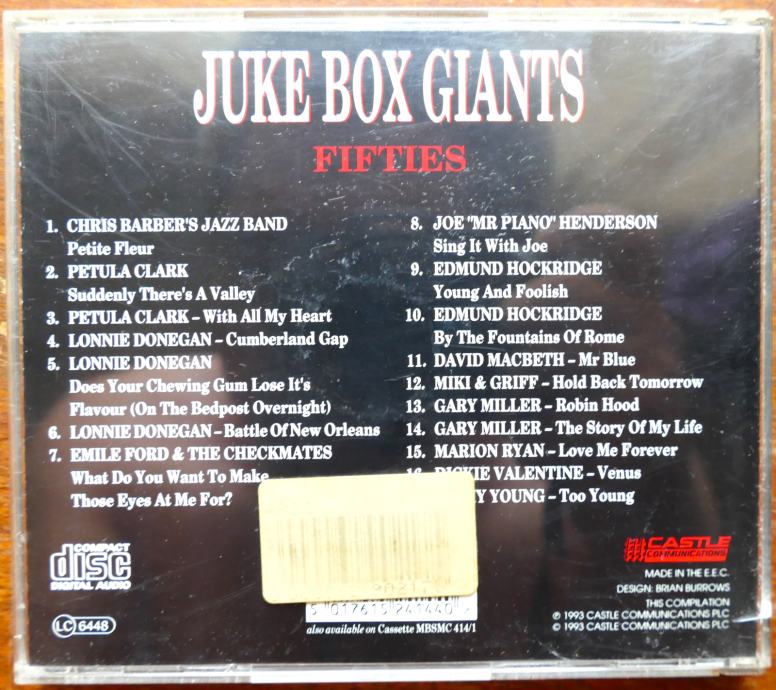 JUKE BOX GIANTS
FIFTIES
1. CHRIS BARBER'S JAZZ BAND
Petite Fleur
2. PETULA CLARK
Suddenly There's A Valley
3. PETULA CLARK – With All My Heart
4. LONNIE DONEGAN – Cumberland Gap
5. LONNIE DONEGAN
Does Your Chewing Gum Lose It's
Flavour (On The Bedpost Overnight)
6. LONNIE DONEGAN – Battle Of New Orleans
7. EMILE FORD & THE CHECKMATES
What Do You Want To Make
Those Eyes At Me For?
8. JOE "MR PIANO" HENDERSON
Sing It With Joe
9. EDMUND HOCKRIDGE
Young And Foolish
10. EDMUND HOCKRIDGE
By The Fountains Of Rome
11. DAVID MACBETH – Mr Blue
12. MIKI & GRIFF – Hold Back Tomorrow
13. GARY MILLER – Robin Hood
14. GARY MILLER – The Story Of My Life
15. MARION RYAN – Love Me Forever
16. DICKIE VALENTINE – Venus
YOUNG – Too Young
COMPACT
disc
DIGITAL AUDIO
LC 6448
5 017615 241440
also available on Cassette MBSMC 414/1
CASTLE
COMMUNICATIONS
MADE IN THE E.E.C.
DESIGN: BRIAN BURROWS
THIS COMPILATION
℗ 1993 CASTLE COMMUNICATIONS PLC
© 1993 CASTLE COMMUNICATIONS PLC